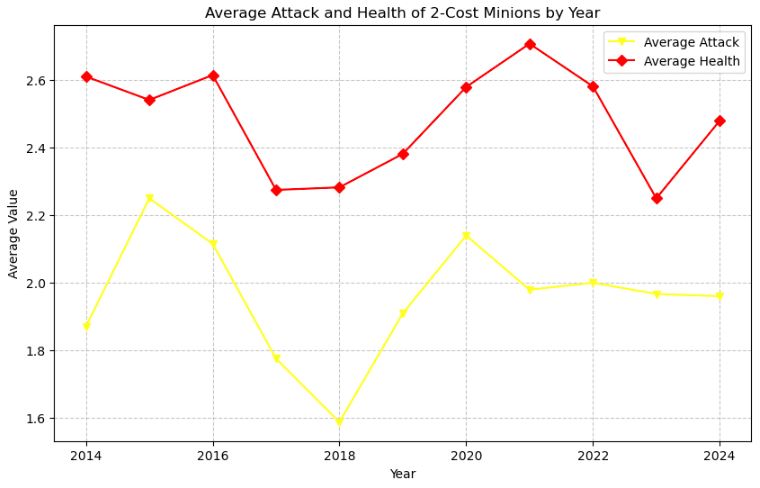 Average Attack and Health of 2-Cost Minions by Year
Average Attack
Average Health
Average Value
2.6
2.4
2.2
2.0
1.8
1.6
2014
2016
2018
2020
2022
2024
Year